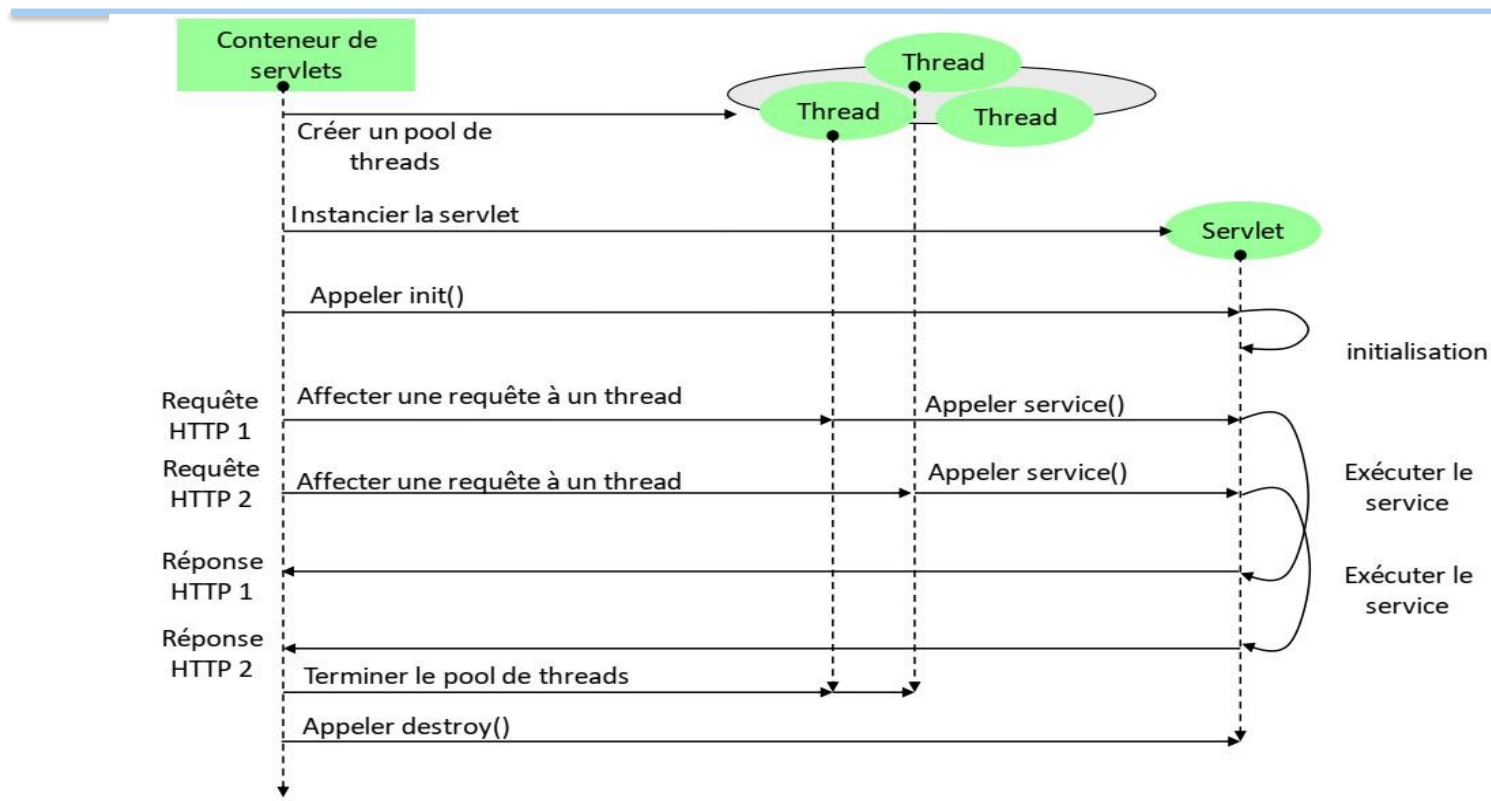 Conteneur de
servlets
Thread
Thread
Thread
Créer un pool de
threads
Instancier la servlet
Servlet
Appeler init()
initialisation
Requête
HTTP 1
Affecter une requête à un thread
Appeler service()
Requête
HTTP 2
Affecter une requête à un thread
Appeler service()
Exécuter le
service
Réponse
HTTP 1
Exécuter le
service
Réponse
HTTP 2
Terminer le pool de threads
Appeler destroy()